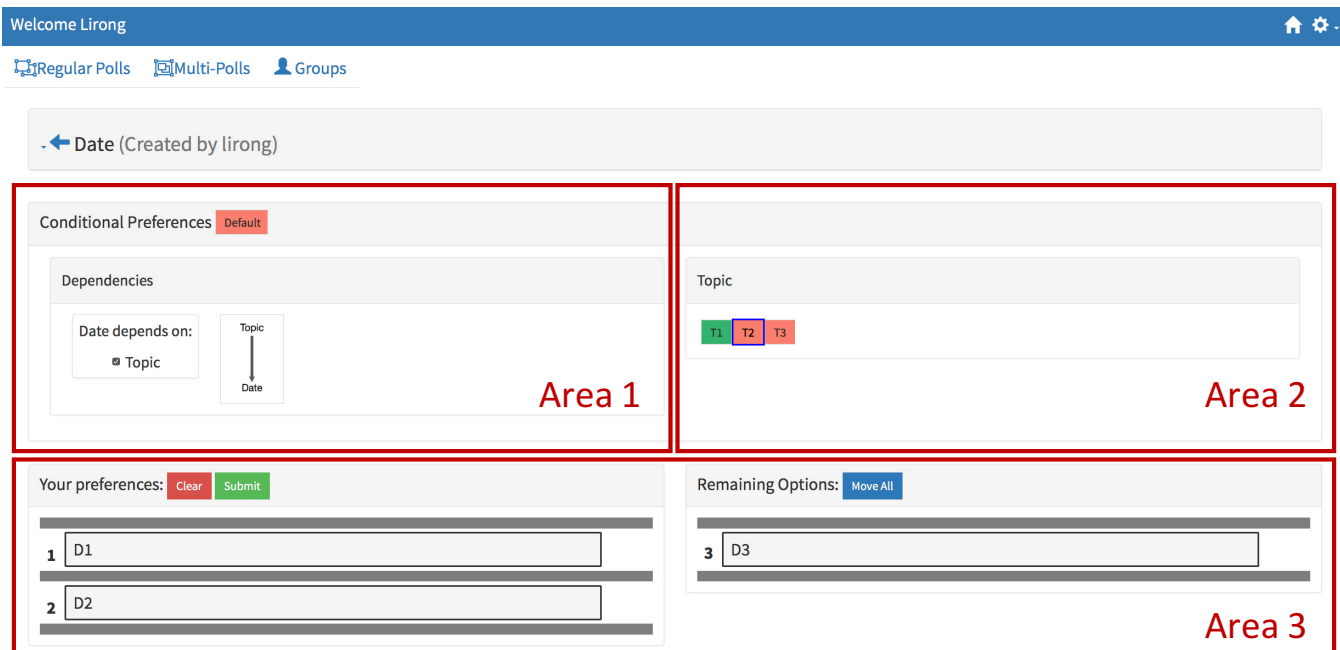 Welcome Lirong
Regular Polls Multi-Polls Groups
Date (Created by lirong)
Conditional Preferences Default
Dependencies
Date depends on:
Topic
Topic
Date
Area 1
Topic
T1 T2 T3
Area 2
Your preferences: Clear Submit
1 D1
2 D2
Remaining Options: Move All
3 D3
Area 3